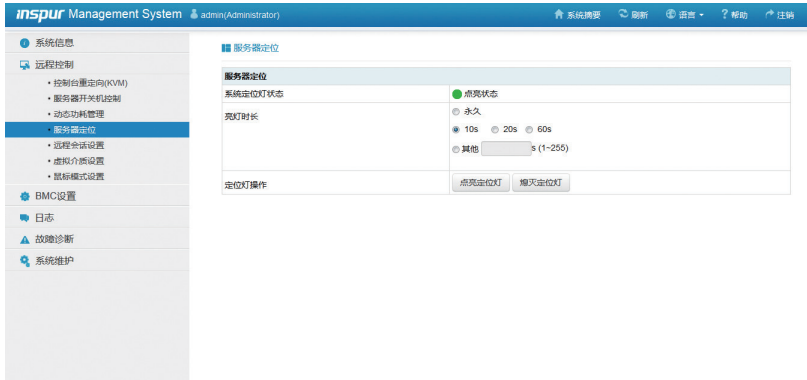 inspur Management System admin(Administrator) 系统摘要 刷新 语言 ?帮助 注销
系统信息
远程控制
• 控制台重定向(KVM)
• 服务器开关机控制
• 动态功耗管理
• 服务器定位
• 远程会话设置
• 虚拟介质设置
• 鼠标模式设置
BMC设置
日志
故障诊断
系统维护
服务器定位
服务器定位
系统定位灯状态 点亮状态
亮灯时长 永久
10s 20s 60s
其他 s (1~255)
定位灯操作 点亮定位灯 熄灭定位灯